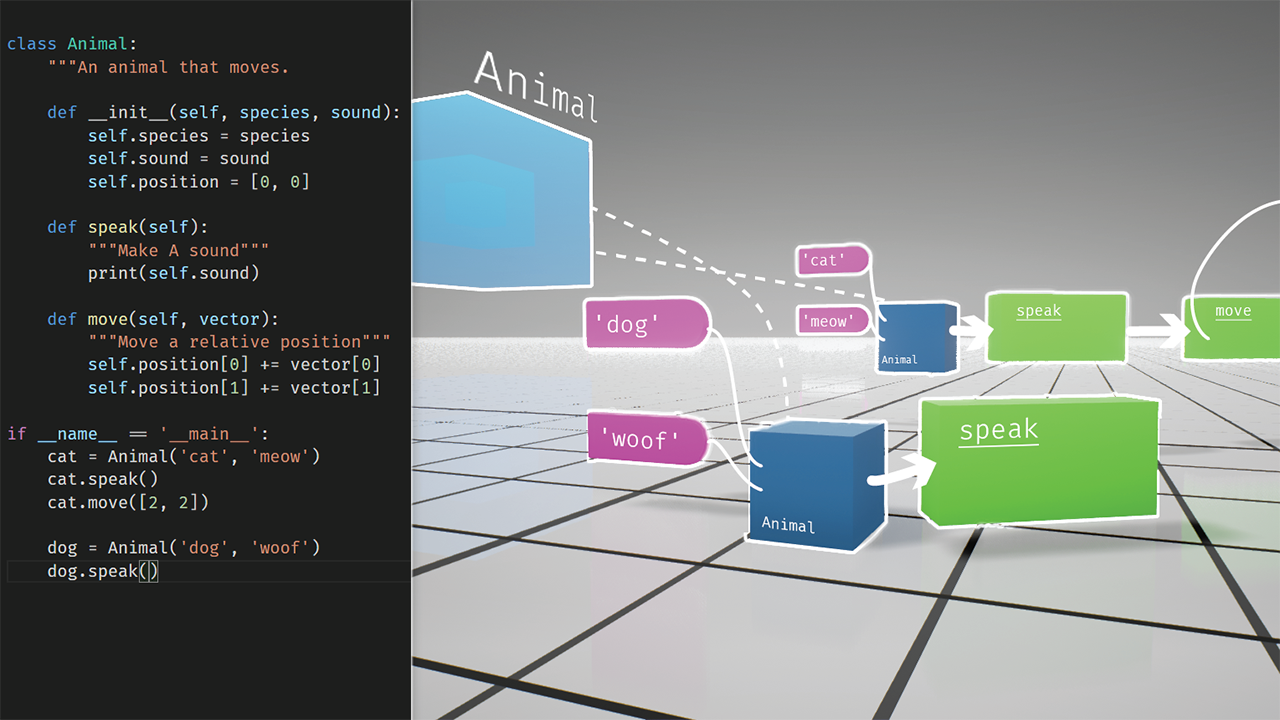 class Animal:
    """An animal that moves.
    def __init__(self, species, sound):
        self.species = species
        self.sound = sound
        self.position = [0, 0]
    def speak(self):
        """Make A sound"""
        print(self.sound)
    def move(self, vector):
        """Move a relative position"""
        self.position[0] += vector[0]
        self.position[1] += vector[1]
if __name__ == '__main__':
    cat = Animal('cat', 'meow')
    cat.speak()
    cat.move([2, 2])
    dog = Animal('dog', 'woof')
    dog.speak()
Animal
'cat'
'meow'
Animal
speak
move
'dog'
'woof'
Animal
speak